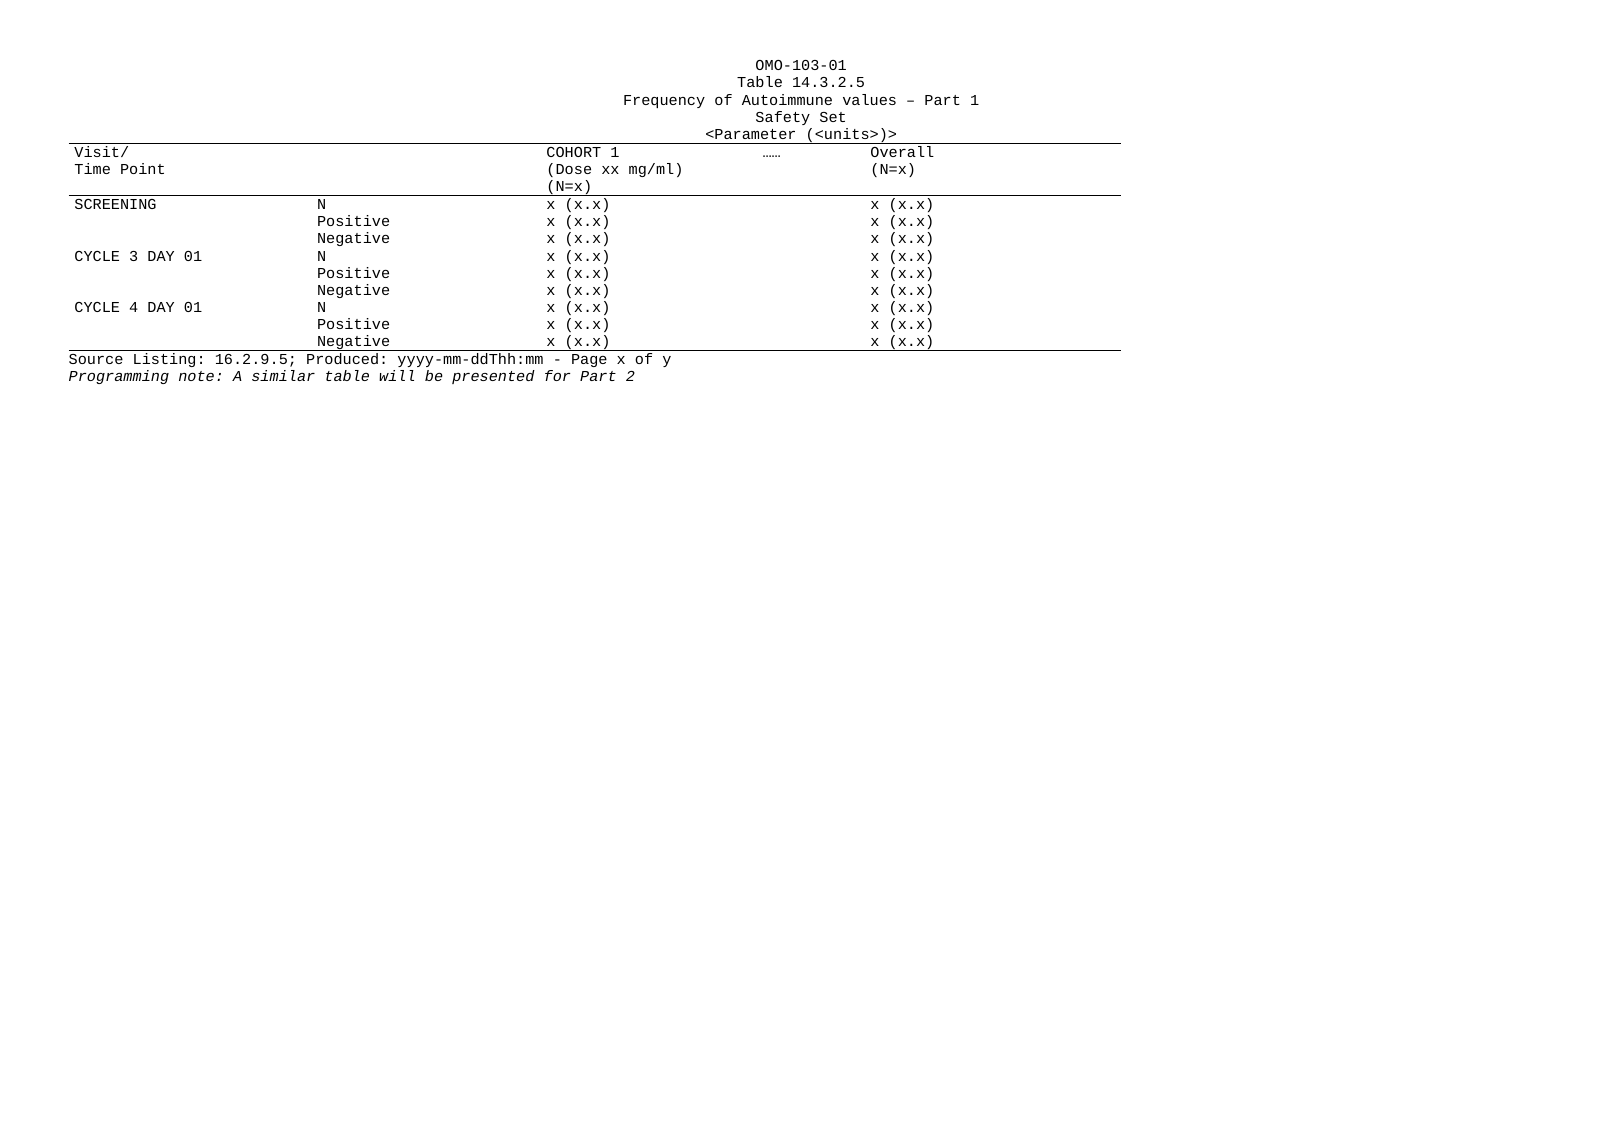 OMO-103-01
Table 14.3.2.5
Frequency of Autoimmune values – Part 1
Safety Set
<Parameter (<units>)>
Visit/ COHORT 1 …… Overall
Time Point (Dose xx mg/ml) (N=x)
(N=x)
SCREENING N x (x.x) x (x.x)
Positive x (x.x) x (x.x)
Negative x (x.x) x (x.x)
CYCLE 3 DAY 01 N x (x.x) x (x.x)
Positive x (x.x) x (x.x)
Negative x (x.x) x (x.x)
CYCLE 4 DAY 01 N x (x.x) x (x.x)
Positive x (x.x) x (x.x)
Negative x (x.x) x (x.x)
Source Listing: 16.2.9.5; Produced: yyyy-mm-ddThh:mm - Page x of y
Programming note: A similar table will be presented for Part 2